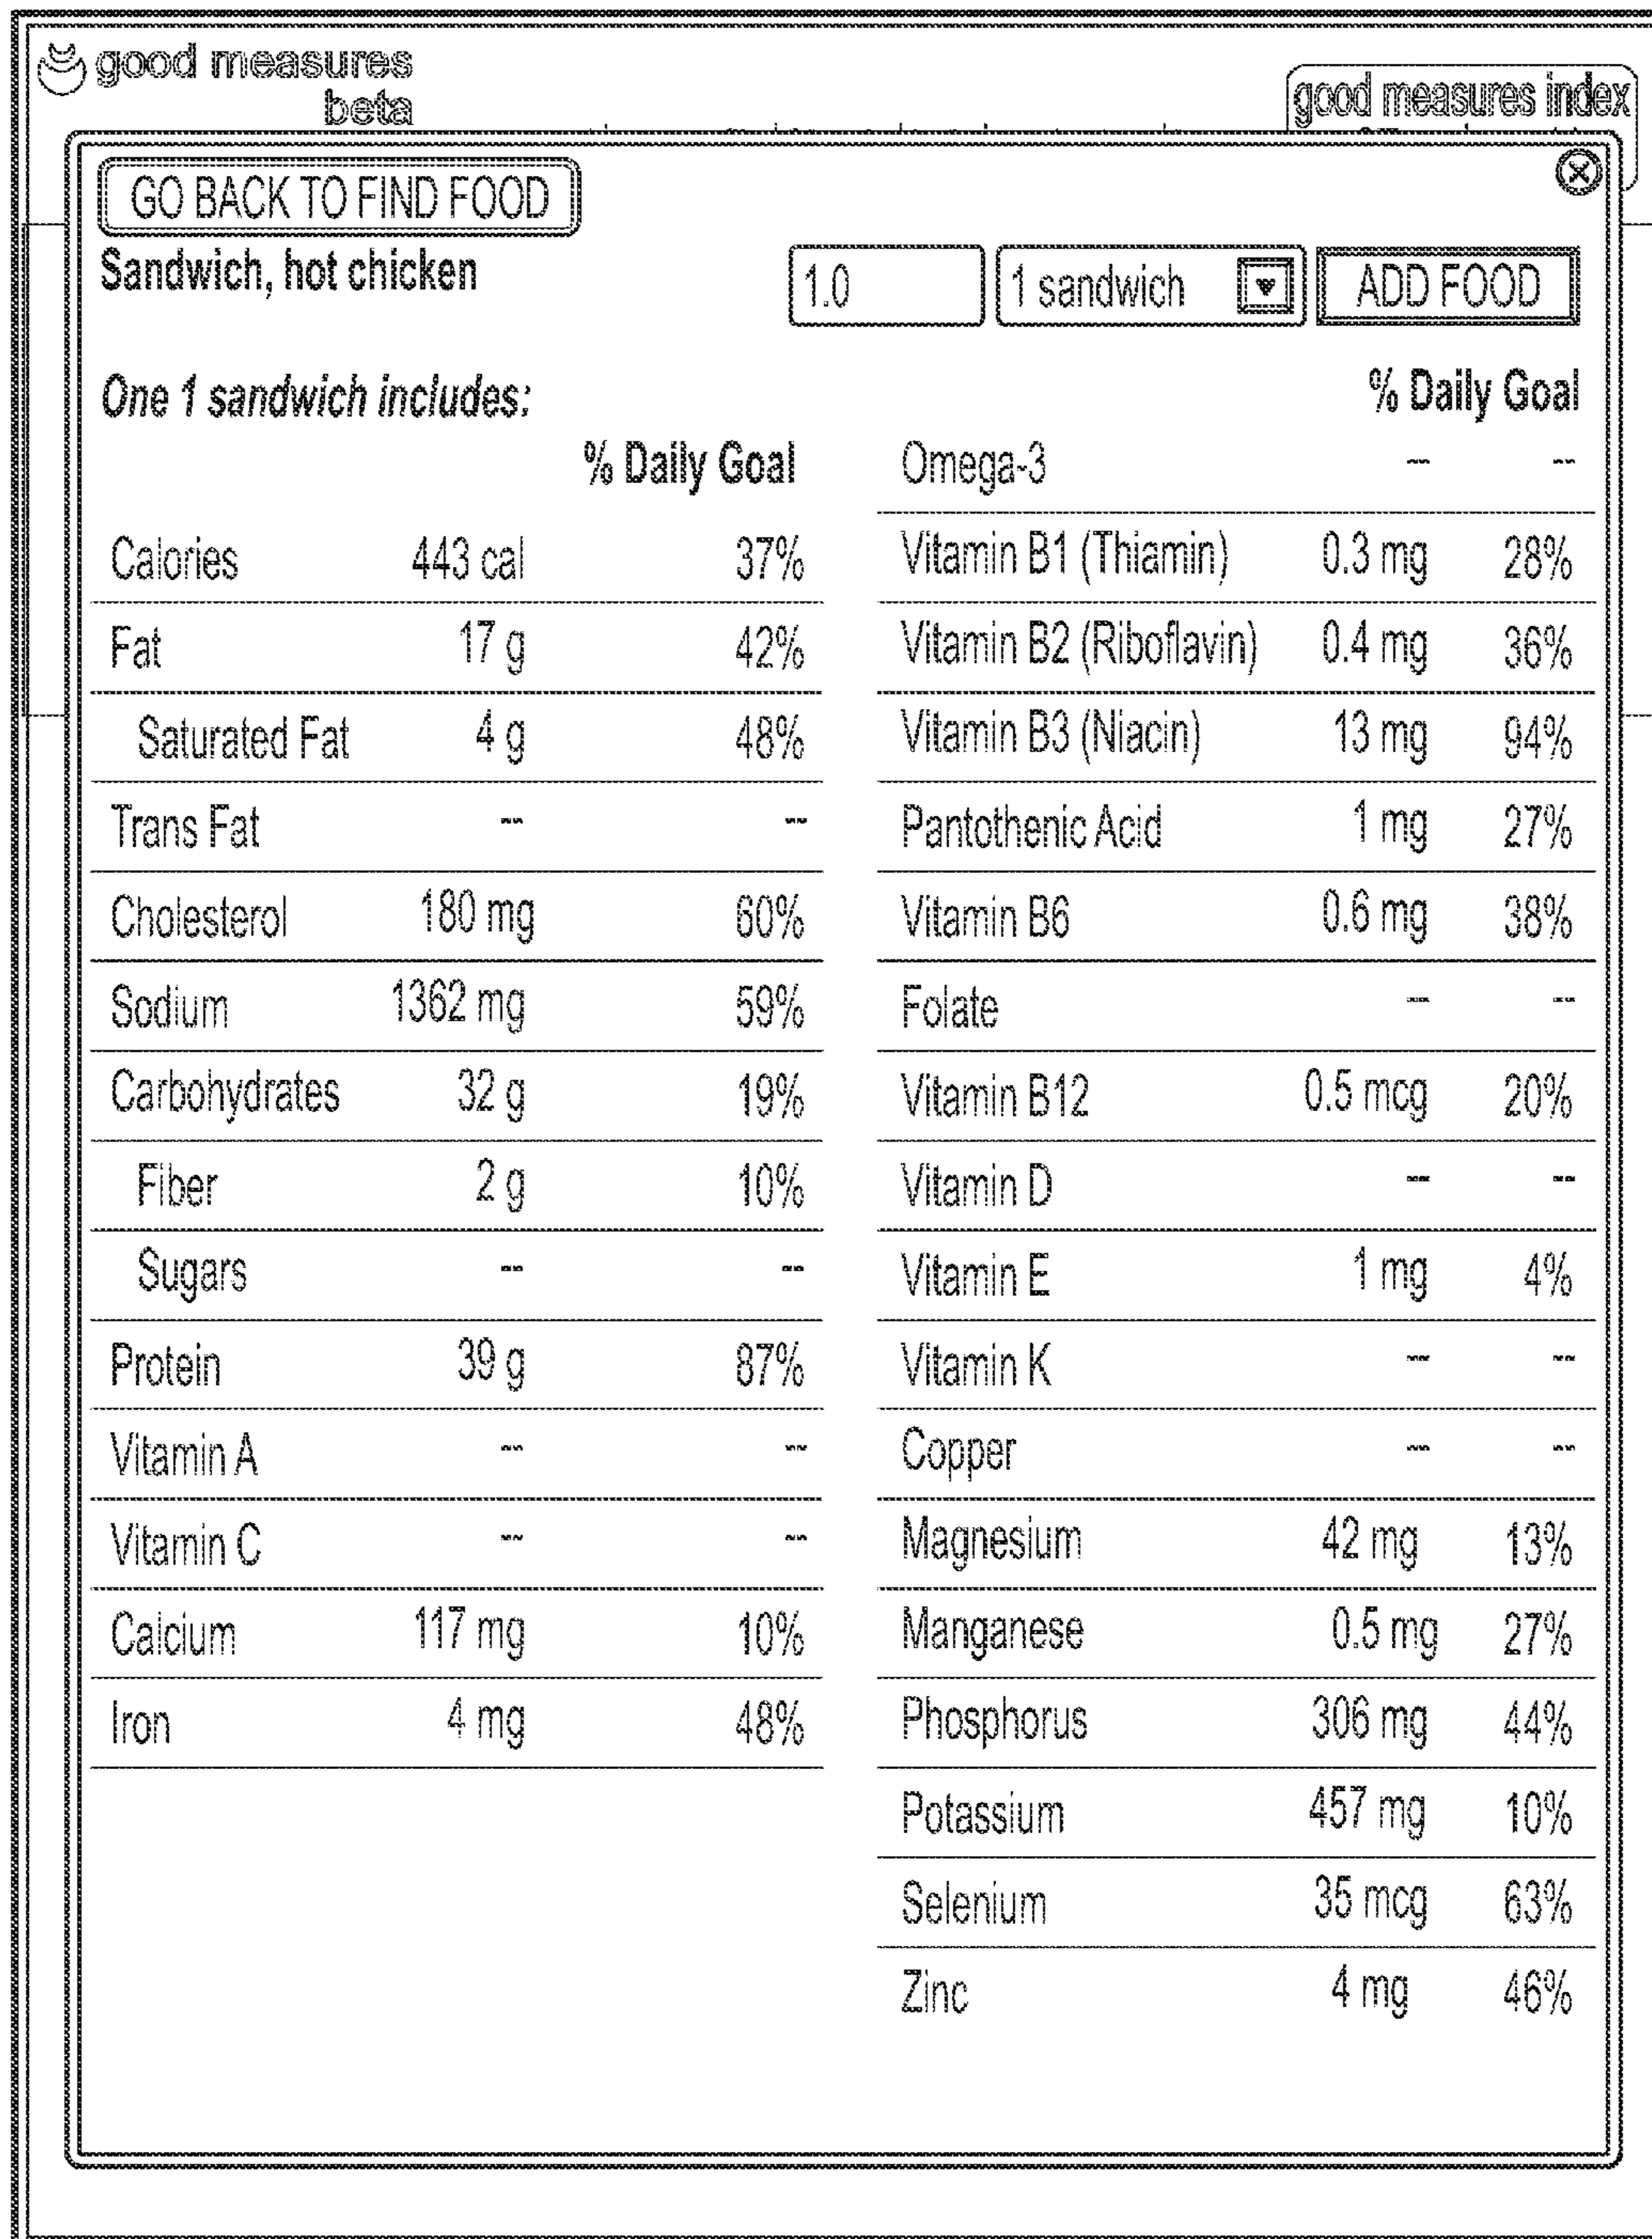 good measures
beta
good measures index
GO BACK TO FIND FOOD
Sandwich, hot chicken
1.0 1 sandwich ADD FOOD
One 1 sandwich includes:
% Daily Goal
Calories 443 cal 37%
Fat 17 g 42%
Saturated Fat 4 g 48%
Trans Fat -- --
Cholesterol 180 mg 60%
Sodium 1362 mg 59%
Carbohydrates 32 g 19%
Fiber 2 g 10%
Sugars -- --
Protein 39 g 87%
Vitamin A -- --
Vitamin C -- --
Calcium 117 mg 10%
Iron 4 mg 48%
% Daily Goal
Omega-3 -- --
Vitamin B1 (Thiamin) 0.3 mg 28%
Vitamin B2 (Riboflavin) 0.4 mg 36%
Vitamin B3 (Niacin) 13 mg 94%
Pantothenic Acid 1 mg 27%
Vitamin B6 0.6 mg 38%
Folate -- --
Vitamin B12 0.5 mcg 20%
Vitamin D -- --
Vitamin E 1 mg 4%
Vitamin K -- --
Copper -- --
Magnesium 42 mg 13%
Manganese 0.5 mg 27%
Phosphorus 306 mg 44%
Potassium 457 mg 10%
Selenium 35 mcg 63%
Zinc 4 mg 46%